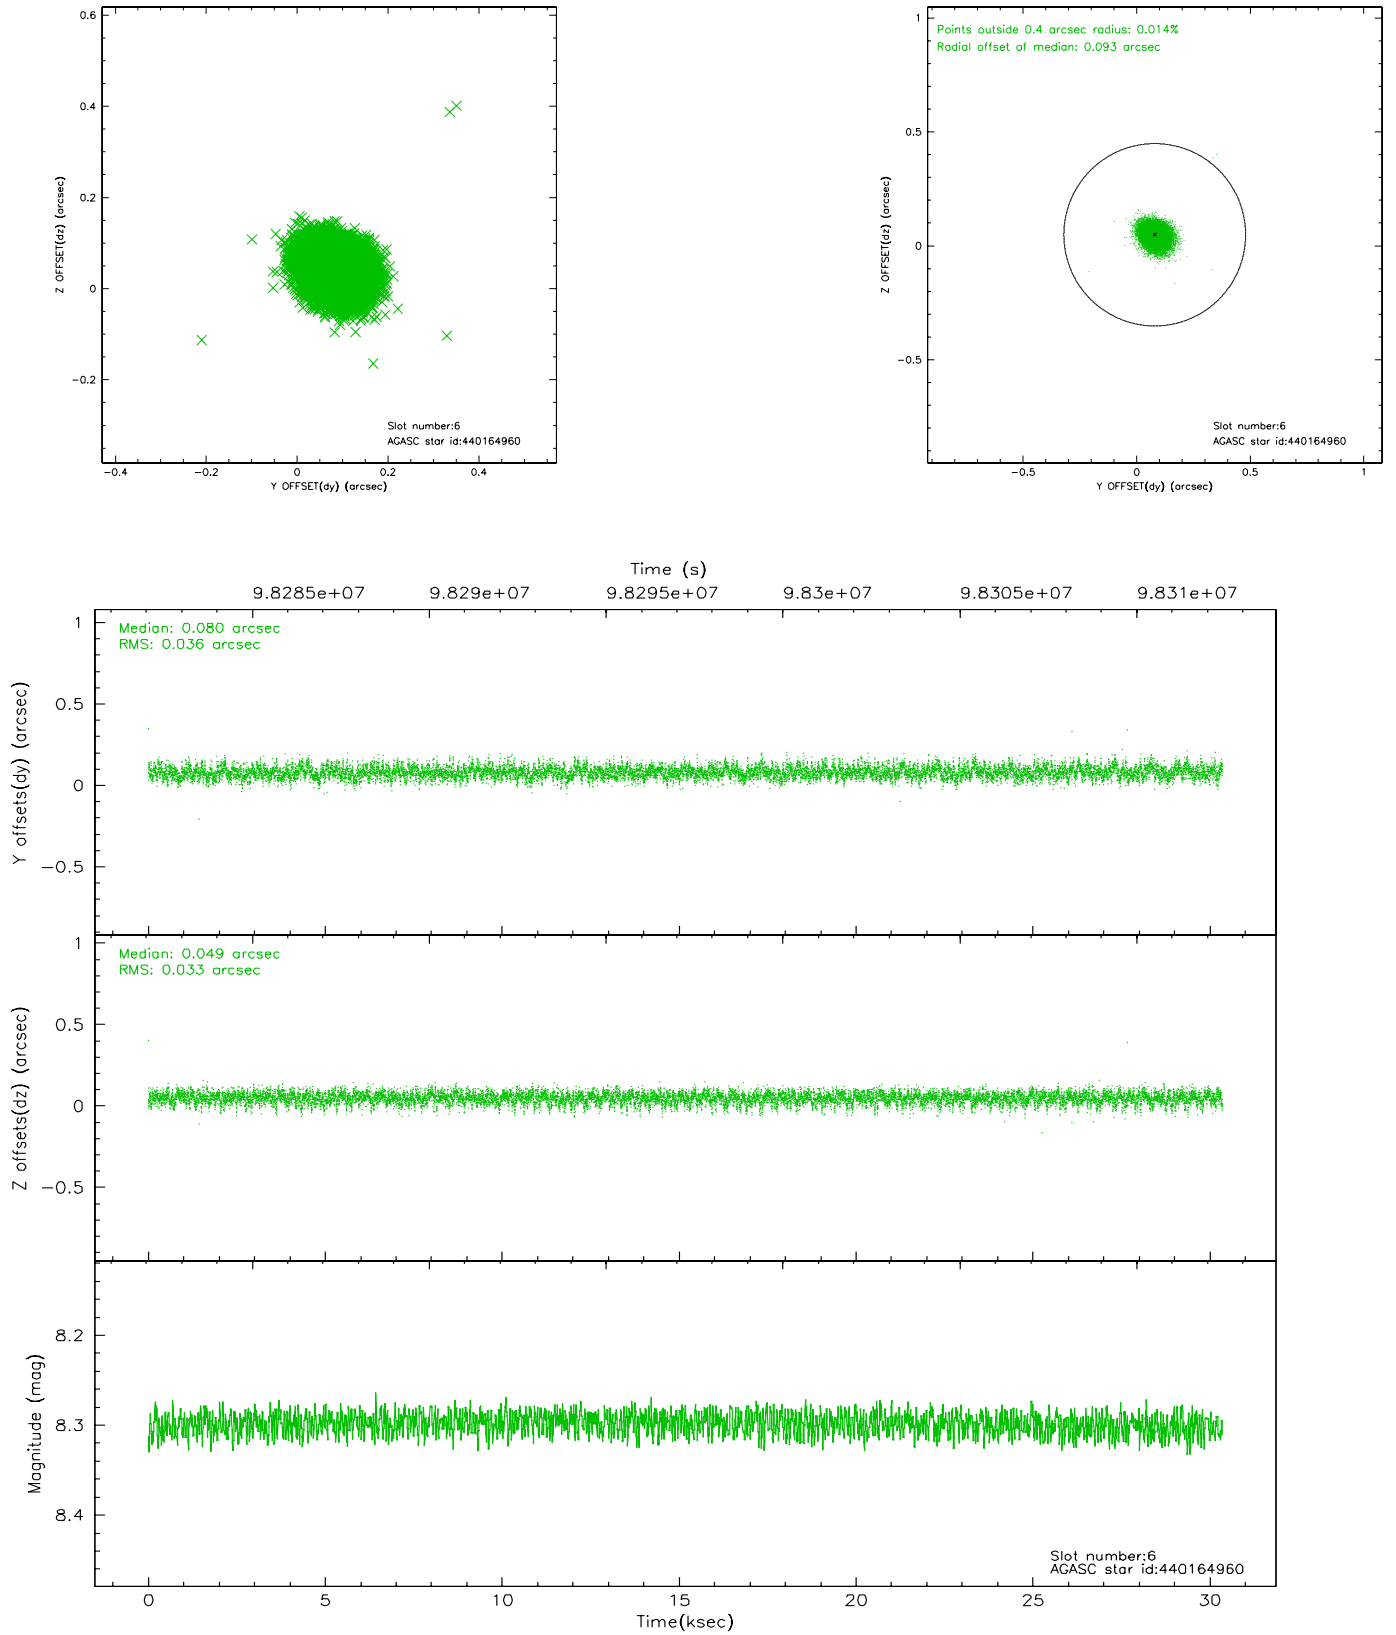 0.6
0.4
0.2
0
−0.2
Z OFFSET(dz) (arcsec)
Slot number:6
AGASC star id:440164960
−0.4 −0.2 0 0.2 0.4
Y OFFSET(dy) (arcsec)
Points outside 0.4 arcsec radius: 0.014%
Radial offset of median: 0.093 arcsec
1
0.5
0
−0.5
Z OFFSET(dz) (arcsec)
Slot number:6
AGASC star id:440164960
−0.5 0 0.5 1
Y OFFSET(dy) (arcsec)
Time (s)
9.8285e+07 9.829e+07 9.8295e+07 9.83e+07 9.8305e+07 9.831e+07
Median: 0.080 arcsec
RMS: 0.036 arcsec
1
0.5
0
−0.5
Y offsets(dy) (arcsec)
Median: 0.049 arcsec
RMS: 0.033 arcsec
1
0.5
0
−0.5
Z offsets(dz) (arcsec)
8.2
8.3
8.4
Magnitude (mag)
Slot number:6
AGASC star id:440164960
0 5 10 15 20 25 30
Time(ksec)